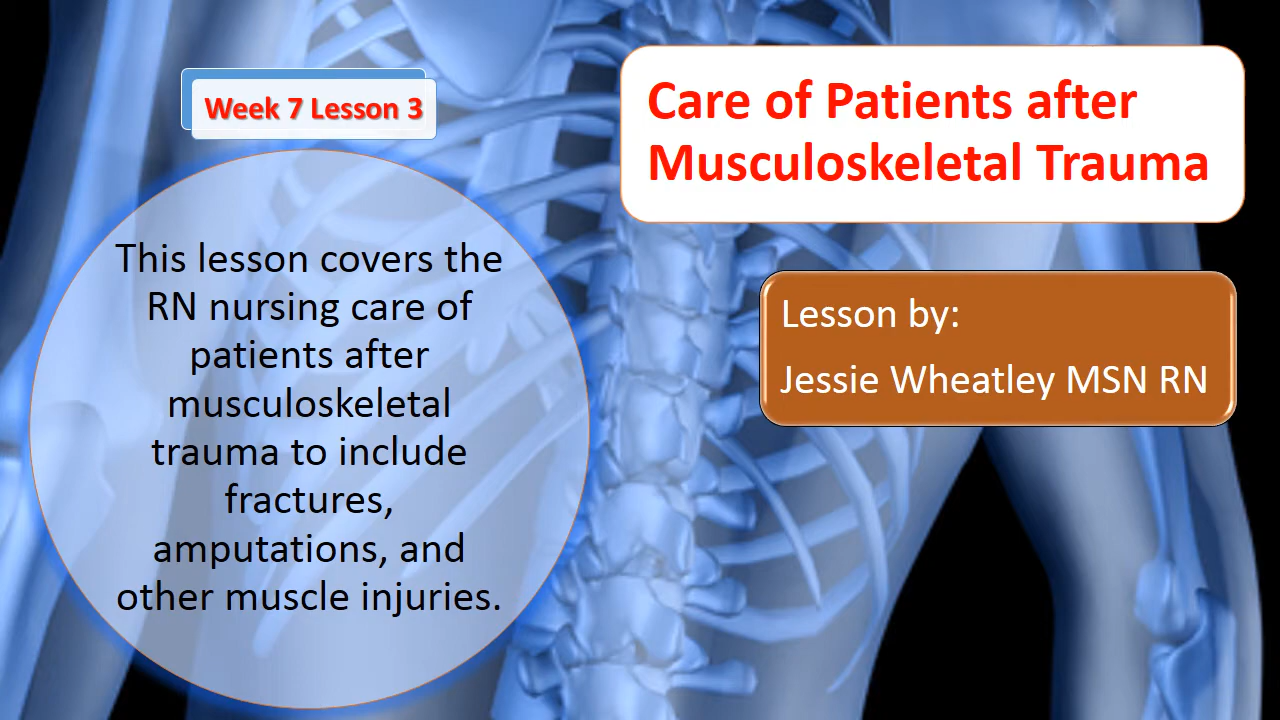 Week 7 Lesson 3
Care of Patients after
Musculoskeletal Trauma
This lesson covers the
RN nursing care of
patients after
musculoskeletal
trauma to include
fractures,
amputations, and
other muscle injuries.
Lesson by:
Jessie Wheatley MSN RN